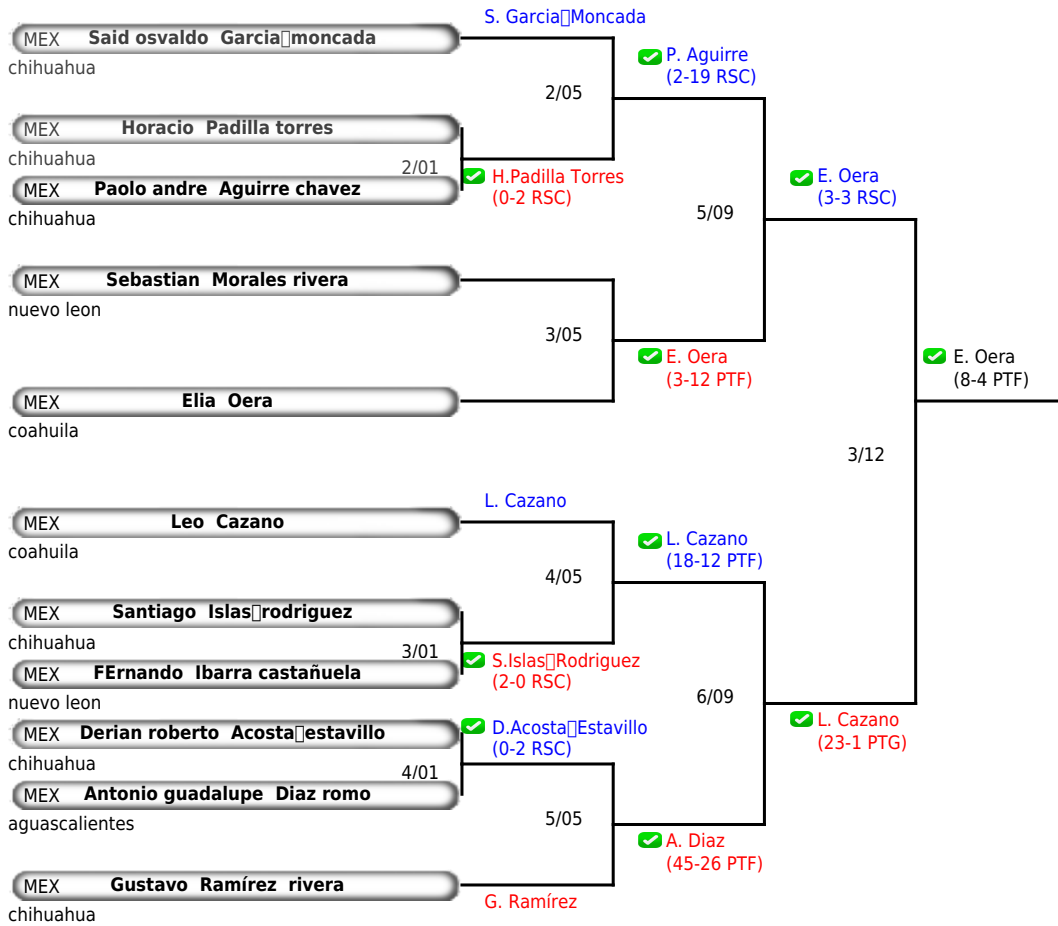 S. Garcia▯Moncada
MEX Said osvaldo Garcia▯moncada
chihuahua
P. Aguirre
(2-19 RSC)
2/05
MEX Horacio Padilla torres
chihuahua
2/01
H.Padilla Torres
(0-2 RSC)
MEX Paolo andre Aguirre chavez
chihuahua
E. Oera
(3-3 RSC)
5/09
MEX Sebastian Morales rivera
nuevo leon
3/05
E. Oera
(3-12 PTF)
E. Oera
(8-4 PTF)
MEX Elia Oera
coahuila
3/12
L. Cazano
MEX Leo Cazano
coahuila
L. Cazano
(18-12 PTF)
4/05
MEX Santiago Islas▯rodriguez
chihuahua
3/01
S.Islas▯Rodriguez
(2-0 RSC)
MEX FErnando Ibarra castañuela
nuevo leon
6/09
L. Cazano
(23-1 PTG)
MEX Derian roberto Acosta▯estavillo
chihuahua
D.Acosta▯Estavillo
(0-2 RSC)
4/01
MEX Antonio guadalupe Diaz romo
aguascalientes
5/05
A. Diaz
(45-26 PTF)
MEX Gustavo Ramírez rivera
chihuahua
G. Ramírez